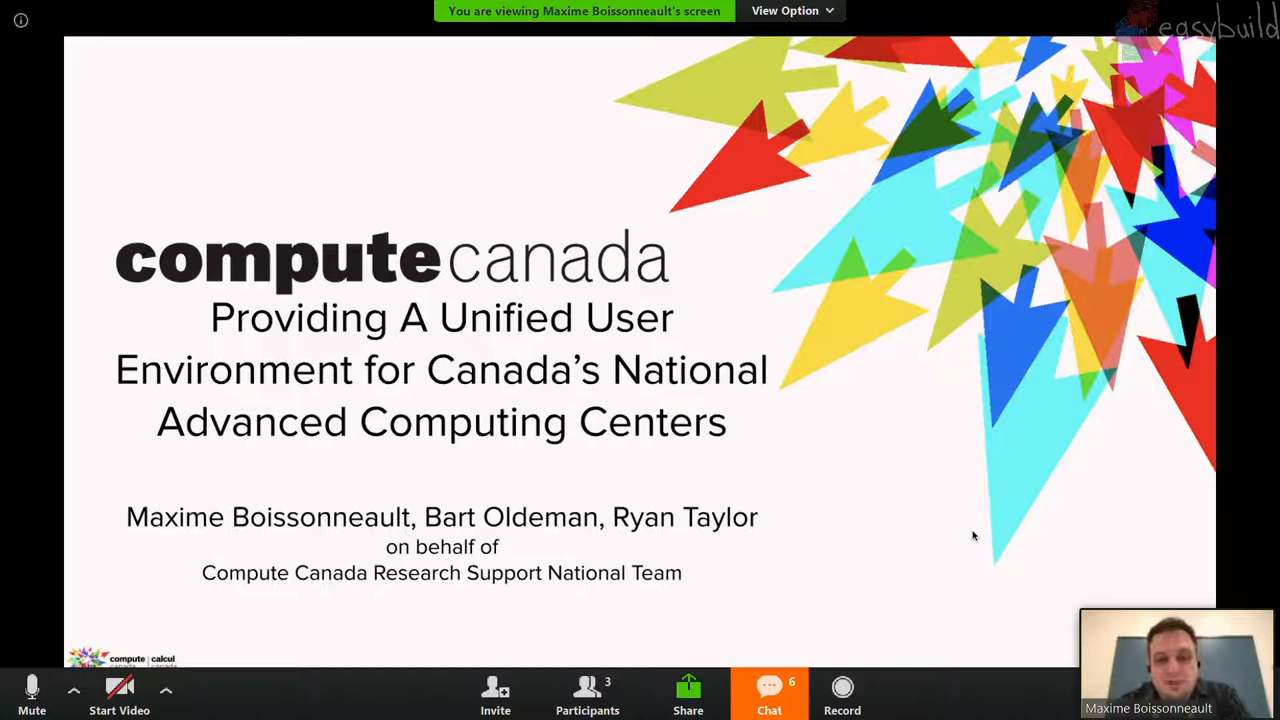 You are viewing Maxime Boissonneault's screen
View Option
easybuild
computecanada
Providing A Unified User
Environment for Canada's National
Advanced Computing Centers
Maxime Boissonneault, Bart Oldeman, Ryan Taylor
on behalf of
Compute Canada Research Support National Team
compute | calcul
canada | canada
Mute
Start Video
Invite
Participants
3
Share
Chat
6
Record
Maxime Boissonneault